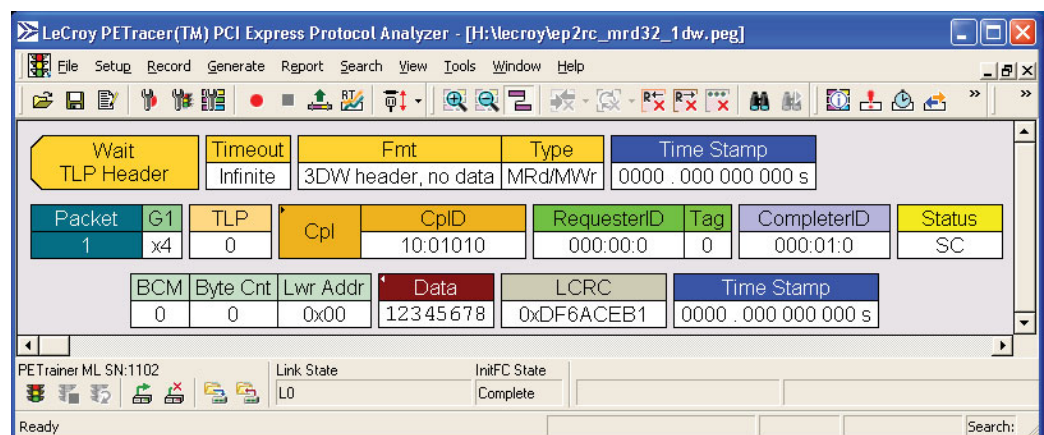 LeCroy PETracer(TM) PCI Express Protocol Analyzer - [H:\lecroy\ep2rc_mrd32_1dw.peg]
File Setup Record Generate Report Search View Tools Window Help
Wait TLP Header
Timeout Fmt Type Time Stamp
Infinite 3DW header, no data MRd/MWr 0000 . 000 000 000 s
Packet G1 TLP Cpl CplD RequesterID Tag CompleterID Status
1 x4 0 10:01010 000:00:0 0 000:01:0 SC
BCM Byte Cnt Lwr Addr Data LCRC Time Stamp
0 0 0x00 12345678 0xDF6ACEB1 0000 . 000 000 000 s
PETrainer ML SN:1102 Link State InitFC State
L0 Complete
Ready Search: